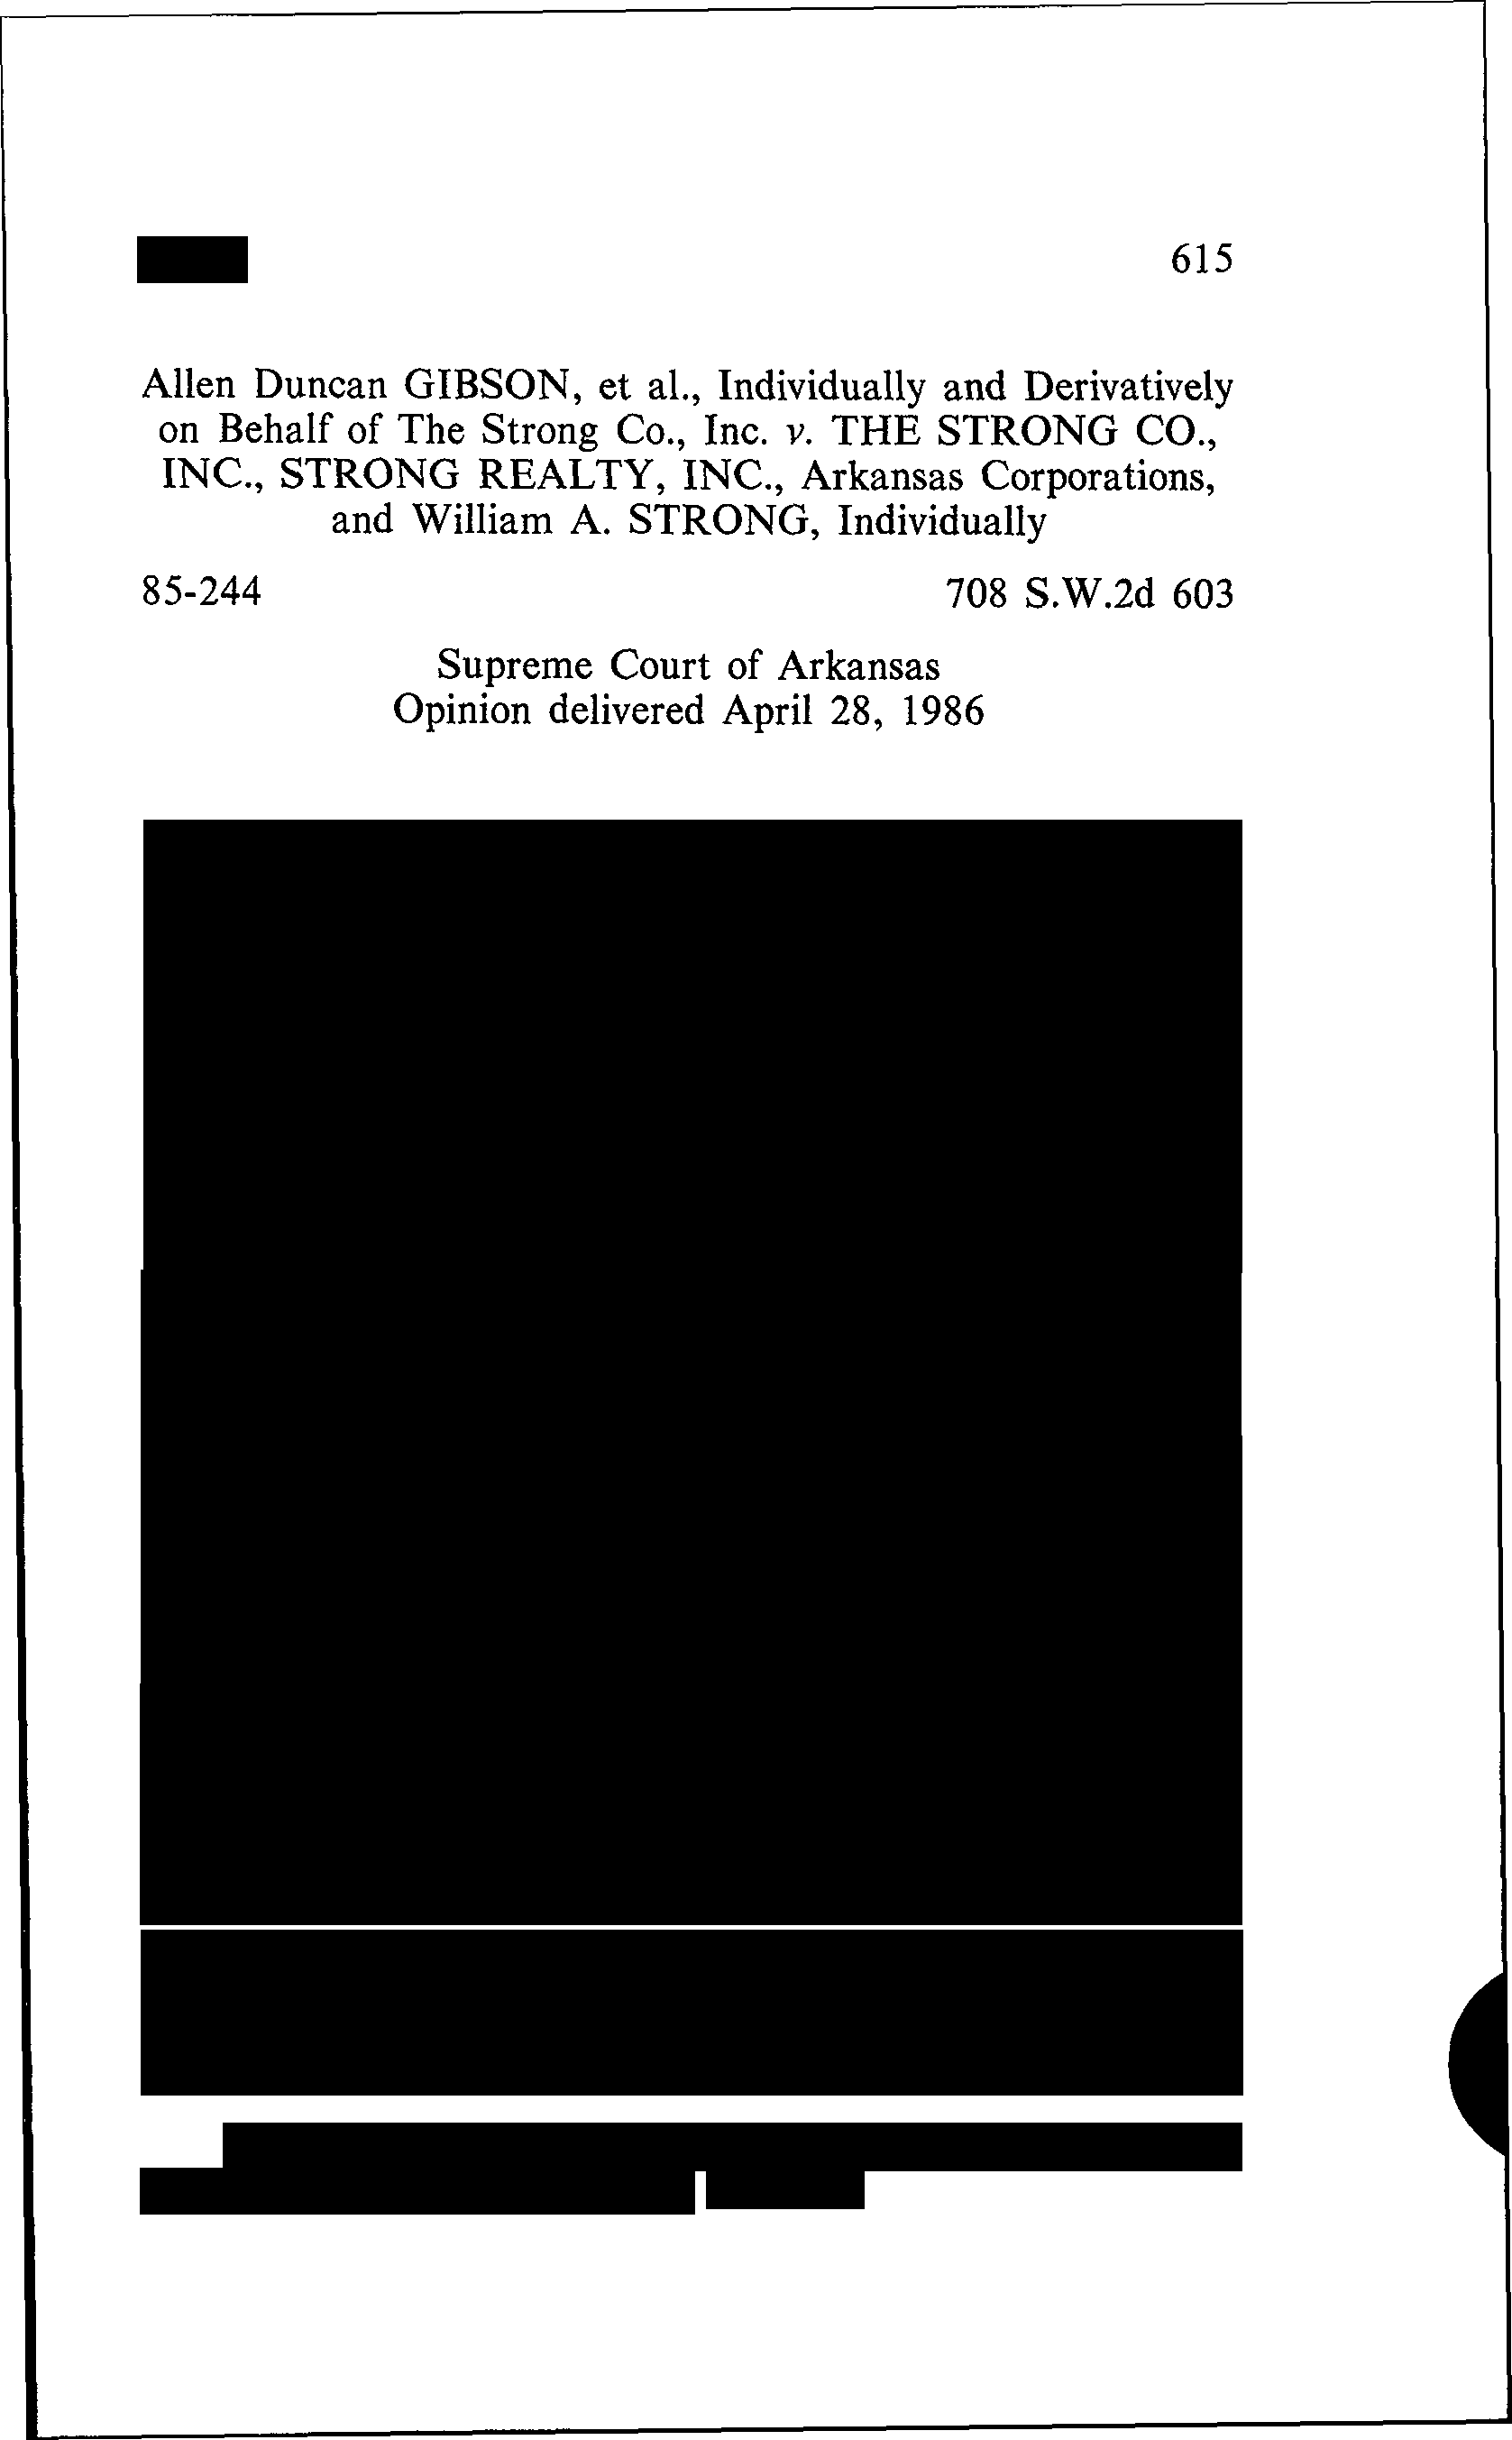 615
Allen Duncan GIBSON, et al., Individually and Derivatively
on Behalf of The Strong Co., Inc. v. THE STRONG CO.,
INC., STRONG REALTY, INC., Arkansas Corporations,
and William A. STRONG, Individually
85-244 708 S.W.2d 603
Supreme Court of Arkansas
Opinion delivered April 28, 1986